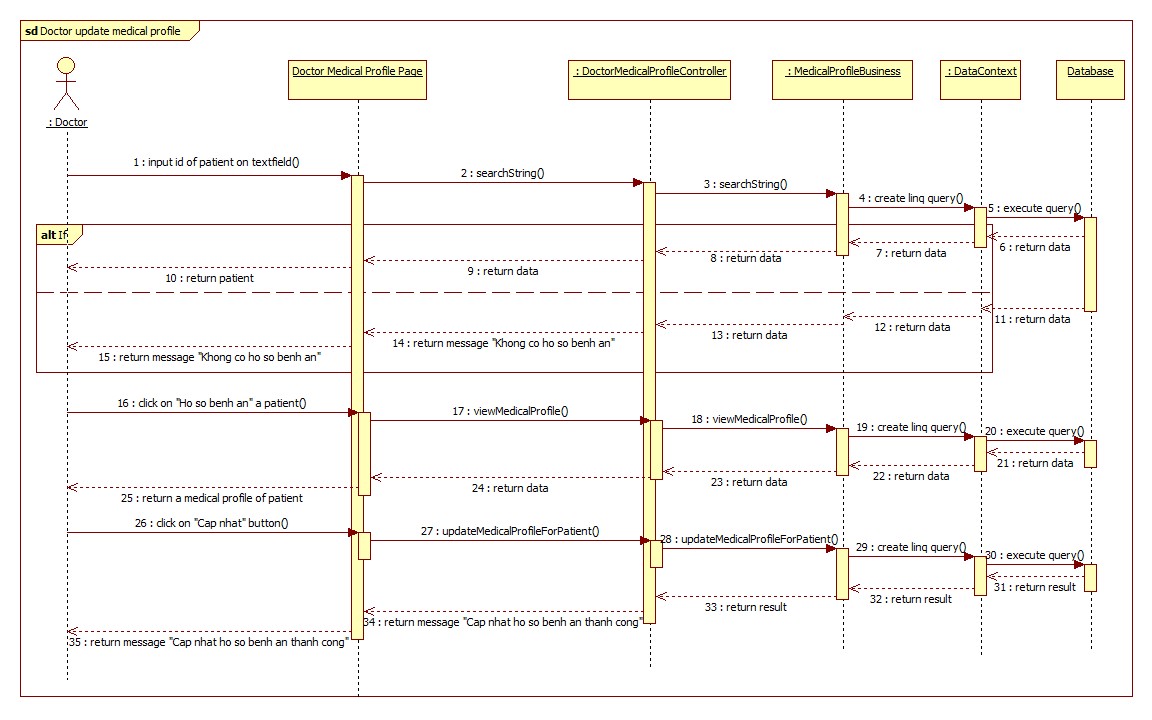 sd Doctor update medical profile
Doctor Medical Profile Page
: DoctorMedicalProfileController
: MedicalProfileBusiness
: DataContext
Database
: Doctor
1 : input id of patient on textfield()
2 : searchString()
3 : searchString()
4 : create linq query()
5 : execute query()
alt If
6 : return data
7 : return data
8 : return data
9 : return data
10 : return patient
11 : return data
12 : return data
13 : return data
14 : return message "Khong co ho so benh an"
15 : return message "Khong co ho so benh an"
16 : click on "Ho so benh an" a patient()
17 : viewMedicalProfile()
18 : viewMedicalProfile()
19 : create linq query()
20 : execute query()
21 : return data
22 : return data
23 : return data
24 : return data
25 : return a medical profile of patient
26 : click on "Cap nhat" button()
27 : updateMedicalProfileForPatient()
28 : updateMedicalProfileForPatient()
29 : create linq query()
30 : execute query()
31 : return result
32 : return result
33 : return result
34 : return message "Cap nhat ho so benh an thanh cong"
35 : return message "Cap nhat ho so benh an thanh cong"